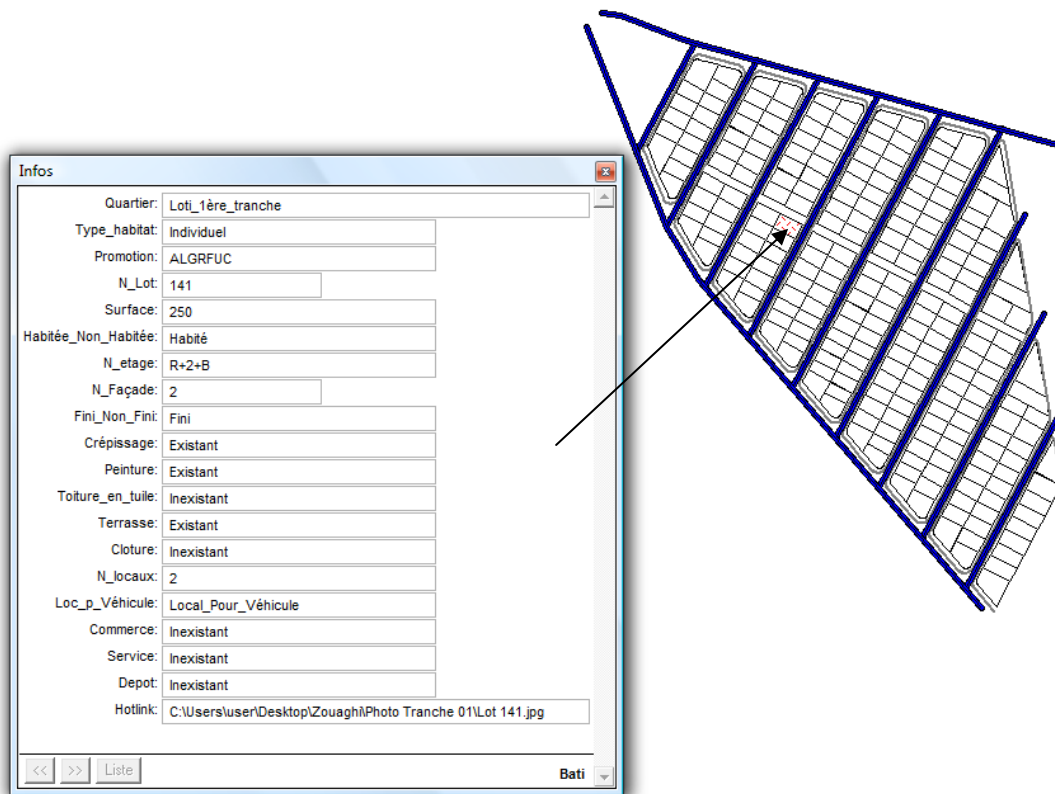 Infos
Quartier: Loti_1ère_tranche
Type_habitat: Individuel
Promotion: ALGRFUC
N_Lot: 141
Surface: 250
Habitée_Non_Habitée: Habité
N_etage: R+2+B
N_Façade: 2
Fini_Non_Fini: Fini
Crépissage: Existant
Peinture: Existant
Toiture_en_tuile: Inexistant
Terrasse: Existant
Cloture: Inexistant
N_locaux: 2
Loc_p_Véhicule: Local_Pour_Véhicule
Commerce: Inexistant
Service: Inexistant
Depot: Inexistant
Hotlink: C:\Users\user\Desktop\Zouaghi\Photo Tranche 01\Lot 141.jpg
<< >> Liste Bati